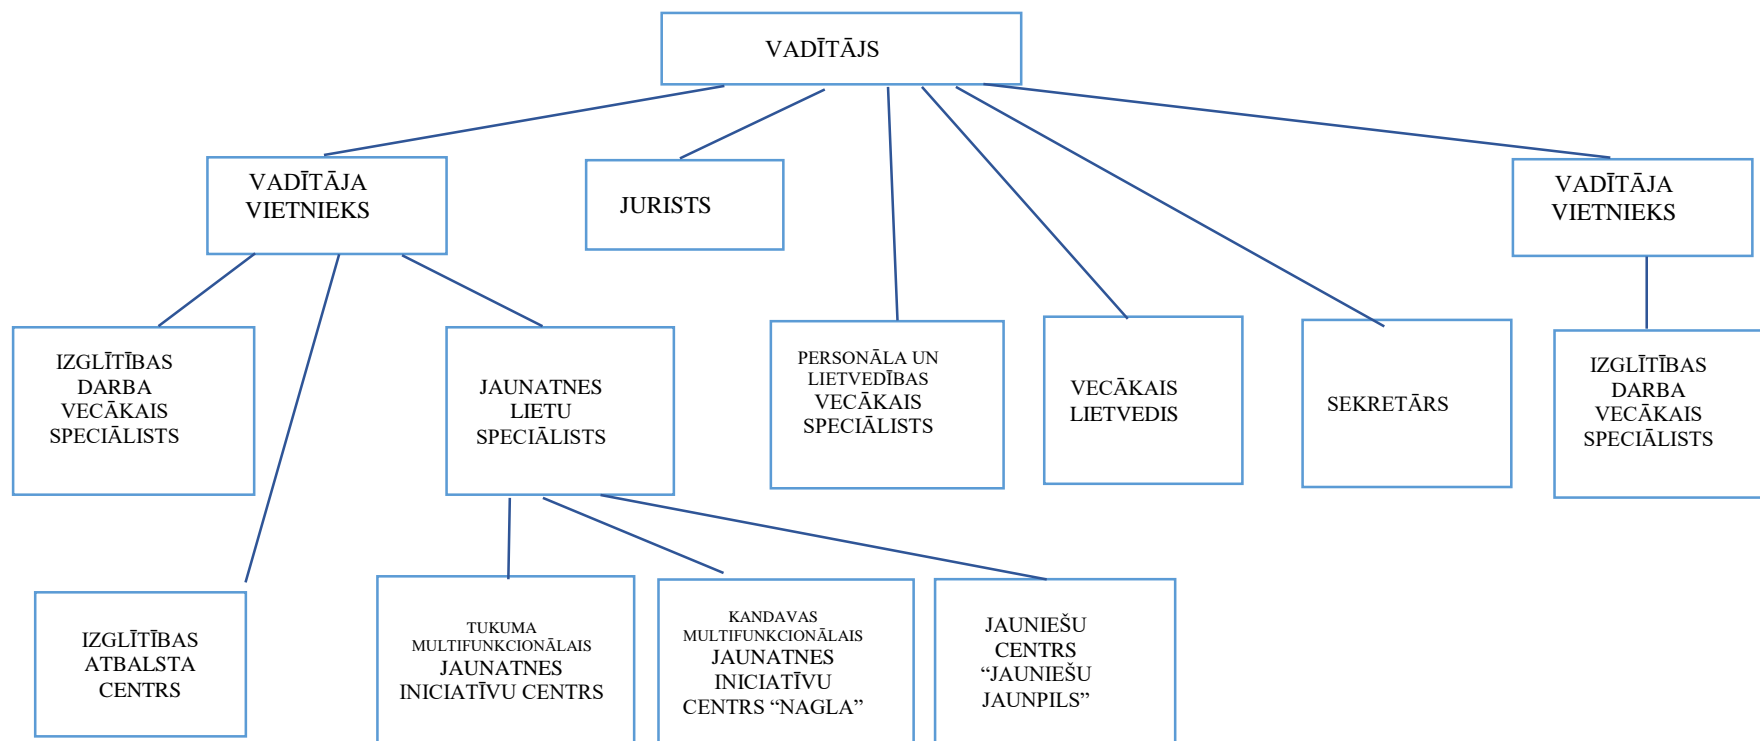 VADĪTĀJS
VADĪTĀJA
VIETNIEKS
JURISTS
VADĪTĀJA
VIETNIEKS
IZGLĪTĪBAS
DARBA
VECĀKAIS
SPECIĀLISTS
JAUNATNES
LIETU
SPECIĀLISTS
PERSONĀLA UN
LIETVEDĪBAS
VECĀKAIS
SPECIĀLISTS
VECĀKAIS
LIETVEDIS
SEKRETĀRS
IZGLĪTĪBAS
DARBA
VECĀKAIS
SPECIĀLISTS
IZGLĪTĪBAS
ATBALSTA
CENTRS
TUKUMA
MULTIFUNKCIONĀLAIS
JAUNATNES
INICIATĪVU CENTRS
KANDAVAS
MULTIFUNKCIONĀLAIS
JAUNATNES
INICIATĪVU
CENTRS “NAGLA”
JAUNIEŠU
CENTRS
“JAUNIEŠU
JAUNPILS”